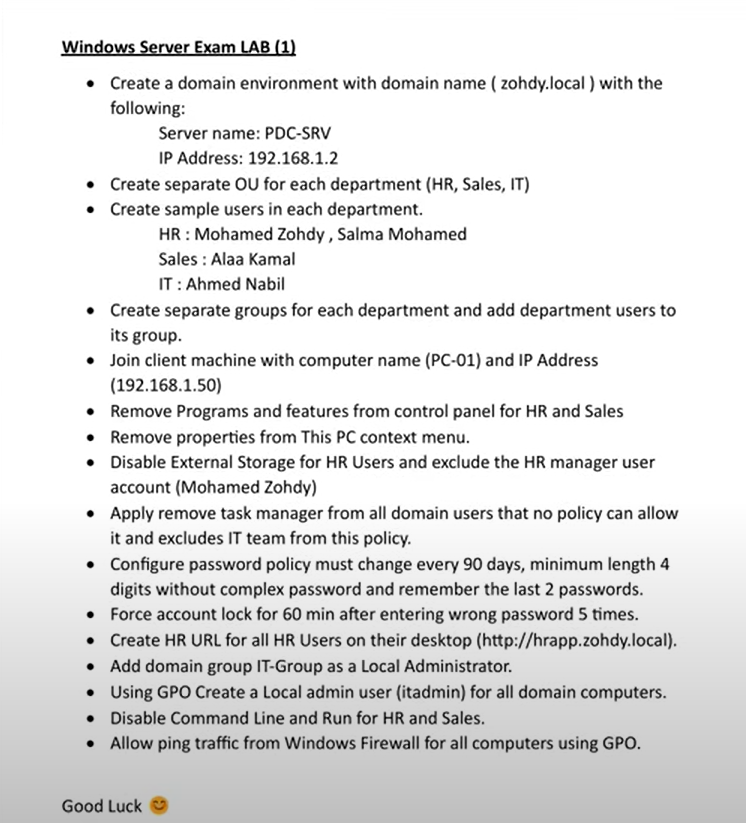 Windows Server Exam LAB (1)
• Create a domain environment with domain name ( zohdy.local ) with the
following:
Server name: PDC-SRV
IP Address: 192.168.1.2
• Create separate OU for each department (HR, Sales, IT)
• Create sample users in each department.
HR : Mohamed Zohdy , Salma Mohamed
Sales : Alaa Kamal
IT : Ahmed Nabil
• Create separate groups for each department and add department users to
its group.
• Join client machine with computer name (PC-01) and IP Address
(192.168.1.50)
• Remove Programs and features from control panel for HR and Sales
• Remove properties from This PC context menu.
• Disable External Storage for HR Users and exclude the HR manager user
account (Mohamed Zohdy)
• Apply remove task manager from all domain users that no policy can allow
it and excludes IT team from this policy.
• Configure password policy must change every 90 days, minimum length 4
digits without complex password and remember the last 2 passwords.
• Force account lock for 60 min after entering wrong password 5 times.
• Create HR URL for all HR Users on their desktop (http://hrapp.zohdy.local).
• Add domain group IT-Group as a Local Administrator.
• Using GPO Create a Local admin user (itadmin) for all domain computers.
• Disable Command Line and Run for HR and Sales.
• Allow ping traffic from Windows Firewall for all computers using GPO.
Good Luck 😊